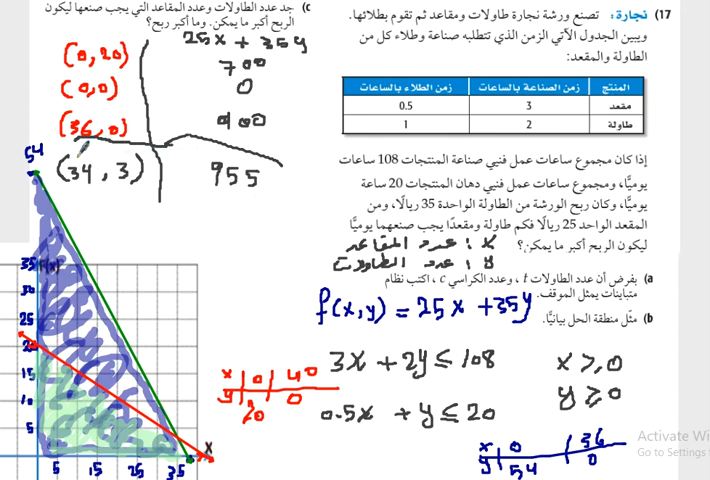 17) نجارة: تصنع ورشة نجارة طاولات ومقاعد ثم تقوم بطلائها.
ويبين الجدول الآتي الزمن الذي تتطلبه صناعة وطلاء كل من
الطاولة والمقعد:
المنتج | زمن الصناعة بالساعات | زمن الطلاء بالساعات
مقعد | 3 | 0.5
طاولة | 2 | 1
إذا كان مجموع ساعات عمل فنيي صناعة المنتجات 108 ساعات
يوميًّا، ومجموع ساعات عمل فنيي دهان المنتجات 20 ساعة
يوميًّا، وكان ربح الورشة من الطاولة الواحدة 35 ريالًا، ومن
المقعد الواحد 25 ريالًا فكم طاولة ومقعدًا يجب صنعهما يوميًّا
ليكون الربح أكبر ما يمكن؟
x : عدد المقاعد
y : عدد الطاولات
a) بفرض أن عدد الطاولات t ، وعدد الكراسي c ، اكتب نظام
متباينات يمثل الموقف.
f(x,y) = 25x + 35y
b) مثّل منطقة الحل بيانيًّا.
3x + 2y ≤ 108
x ≥ 0
0.5x + y ≤ 20
y ≥ 0
x | 0 | 40
y | 20 | 0
x | 0 | 36
y | 54 | 0
c) جد عدد الطاولات وعدد المقاعد التي يجب صنعها ليكون
الربح أكبر ما يمكن. وما أكبر ربح؟
25x + 35y
(0, 20) 700
(0, 0) 0
(36, 0) 900
(34, 3) 955
54
f(x)
35
30
25
20
15
10
5
5 15 25 35
x
Activate Wi
Go to Settings